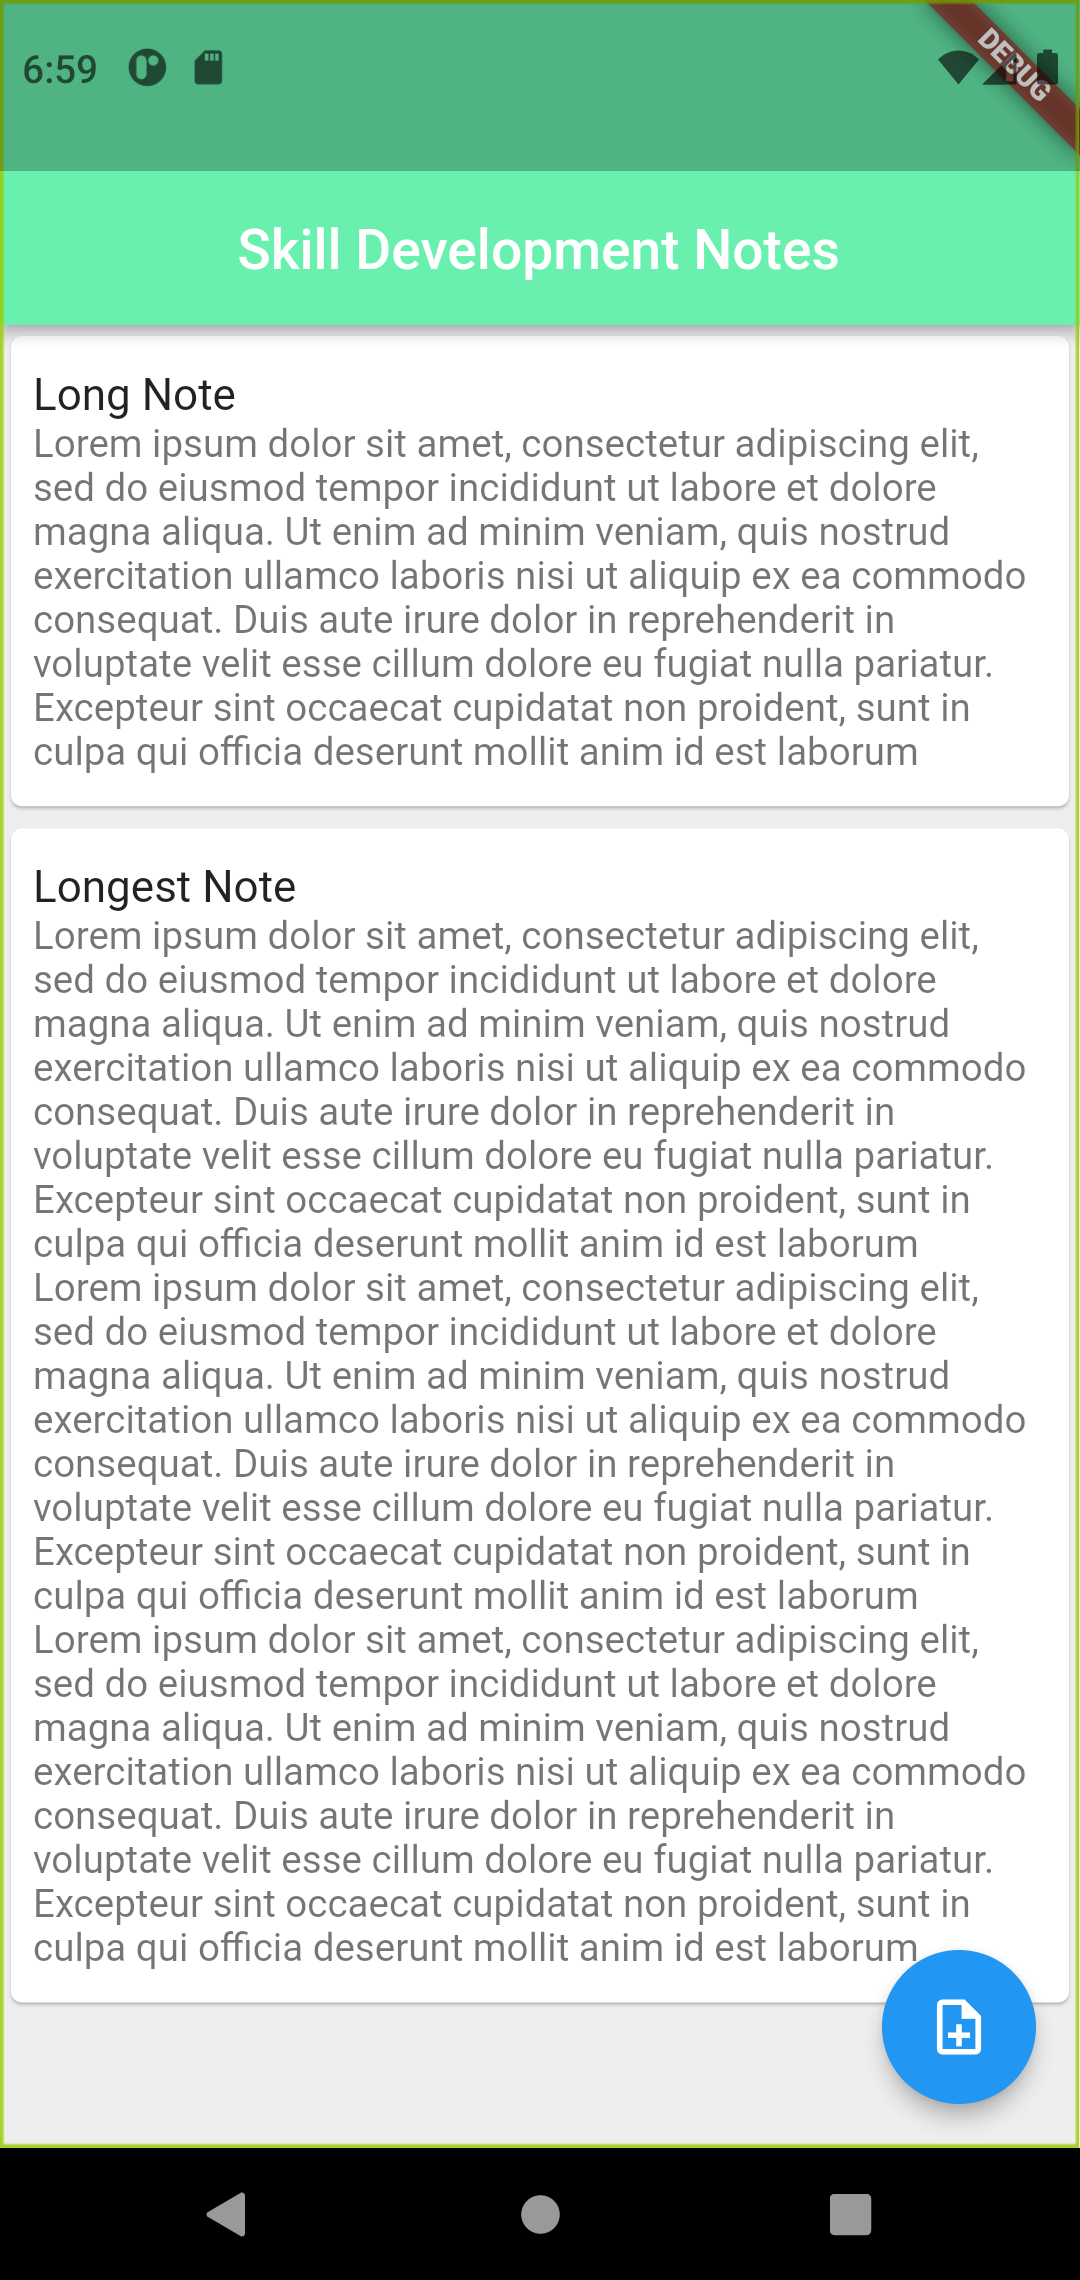 6:59
DEBUG
Skill Development Notes
Long Note
Lorem ipsum dolor sit amet, consectetur adipiscing elit,
sed do eiusmod tempor incididunt ut labore et dolore
magna aliqua. Ut enim ad minim veniam, quis nostrud
exercitation ullamco laboris nisi ut aliquip ex ea commodo
consequat. Duis aute irure dolor in reprehenderit in
voluptate velit esse cillum dolore eu fugiat nulla pariatur.
Excepteur sint occaecat cupidatat non proident, sunt in
culpa qui officia deserunt mollit anim id est laborum
Longest Note
Lorem ipsum dolor sit amet, consectetur adipiscing elit,
sed do eiusmod tempor incididunt ut labore et dolore
magna aliqua. Ut enim ad minim veniam, quis nostrud
exercitation ullamco laboris nisi ut aliquip ex ea commodo
consequat. Duis aute irure dolor in reprehenderit in
voluptate velit esse cillum dolore eu fugiat nulla pariatur.
Excepteur sint occaecat cupidatat non proident, sunt in
culpa qui officia deserunt mollit anim id est laborum
Lorem ipsum dolor sit amet, consectetur adipiscing elit,
sed do eiusmod tempor incididunt ut labore et dolore
magna aliqua. Ut enim ad minim veniam, quis nostrud
exercitation ullamco laboris nisi ut aliquip ex ea commodo
consequat. Duis aute irure dolor in reprehenderit in
voluptate velit esse cillum dolore eu fugiat nulla pariatur.
Excepteur sint occaecat cupidatat non proident, sunt in
culpa qui officia deserunt mollit anim id est laborum
Lorem ipsum dolor sit amet, consectetur adipiscing elit,
sed do eiusmod tempor incididunt ut labore et dolore
magna aliqua. Ut enim ad minim veniam, quis nostrud
exercitation ullamco laboris nisi ut aliquip ex ea commodo
consequat. Duis aute irure dolor in reprehenderit in
voluptate velit esse cillum dolore eu fugiat nulla pariatur.
Excepteur sint occaecat cupidatat non proident, sunt in
culpa qui officia deserunt mollit anim id est laborum